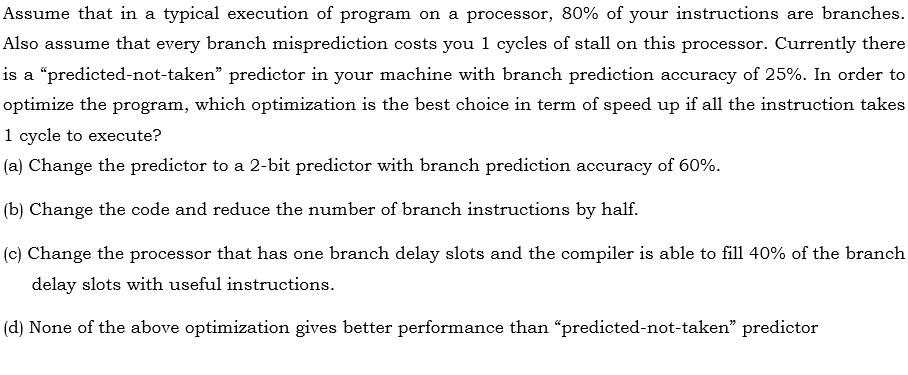 Assume that in a typical execution of program on a processor, 80% of your instructions are branches.
Also assume that every branch misprediction costs you 1 cycles of stall on this processor. Currently there
is a “predicted-not-taken” predictor in your machine with branch prediction accuracy of 25%. In order to
optimize the program, which optimization is the best choice in term of speed up if all the instruction takes
1 cycle to execute?
(a) Change the predictor to a 2-bit predictor with branch prediction accuracy of 60%.
(b) Change the code and reduce the number of branch instructions by half.
(c) Change the processor that has one branch delay slots and the compiler is able to fill 40% of the branch
delay slots with useful instructions.
(d) None of the above optimization gives better performance than “predicted-not-taken” predictor